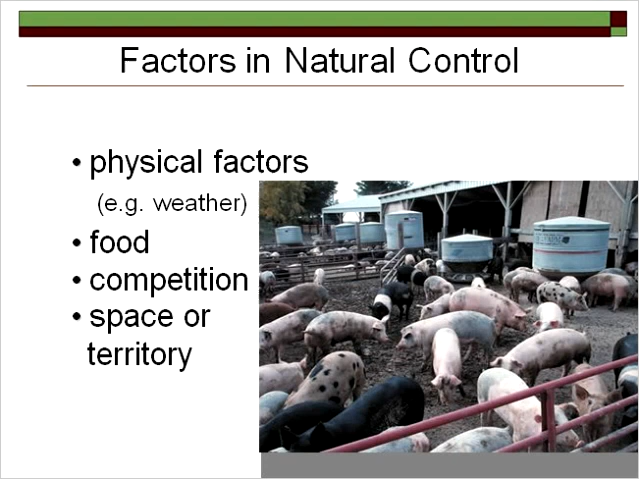 Factors in Natural Control
• physical factors
(e.g. weather)
• food
• competition
• space or
territory